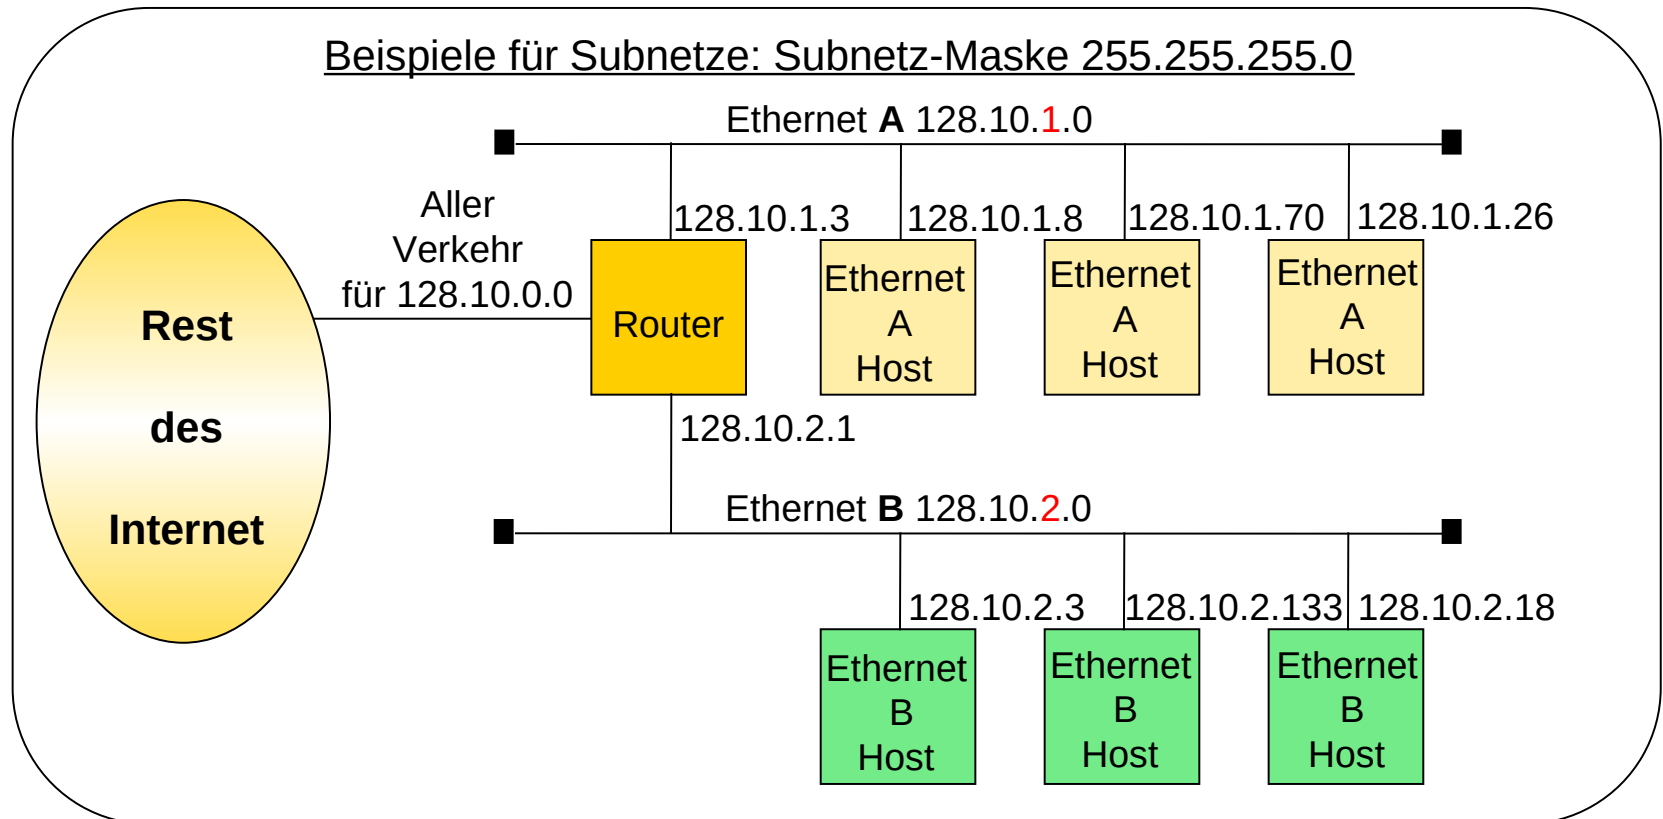 Beispiele für Subnetze: Subnetz-Maske 255.255.255.0
Ethernet A 128.10.1.0
Aller
Verkehr
für 128.10.0.0
128.10.1.3
128.10.1.8
128.10.1.70
128.10.1.26
Rest
des
Internet
Router
Ethernet
A
Host
Ethernet
A
Host
Ethernet
A
Host
128.10.2.1
Ethernet B 128.10.2.0
128.10.2.3
128.10.2.133
128.10.2.18
Ethernet
B
Host
Ethernet
B
Host
Ethernet
B
Host